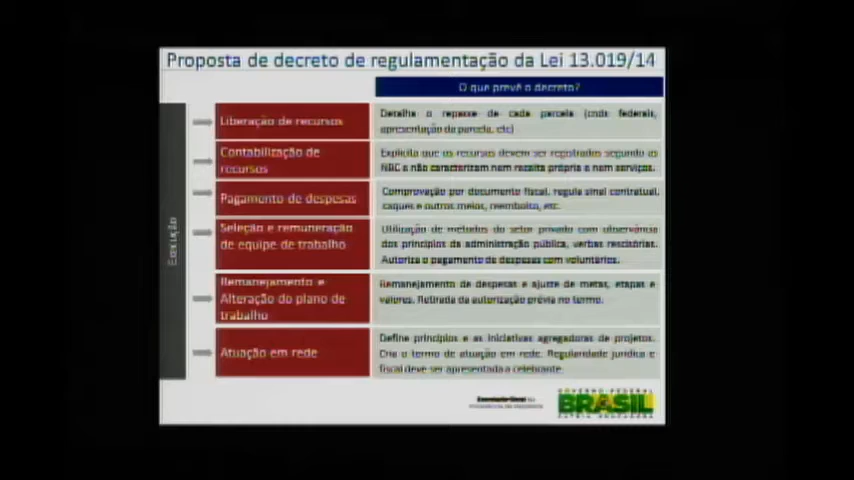 Proposta de decreto de regulamentação da Lei 13.019/14
O que prevê o decreto?
Execução
Liberação de recursos
Detalha o repasse de cada parcela (cnds federais,
apresentação da parcela, etc)
Contabilização de
recursos
Explicita que os recursos devem ser registrados segundo as
NBC e não caracterizam nem receita própria e nem serviços.
Pagamento de despesas
Comprovação por documento fiscal, regula sinal contratual,
saques e outros meios, reembolso, etc.
Seleção e remuneração
de equipe de trabalho
Utilização de métodos do setor privado com observância
dos princípios da administração pública, verbas rescisórias.
Autoriza o pagamento de despesas com voluntários.
Remanejamento e
Alteração do plano de
trabalho
Remanejamento de despesas e ajuste de metas, etapas e
valores. Retirada da autorização prévia no termo.
Atuação em rede
Define princípios e as iniciativas agregadoras de projetos.
Cria o termo de atuação em rede. Regularidade jurídica e
fiscal deve ser apresentada a celebrante.
Secretaria-Geral da
GOVERNO FEDERAL
BRASIL